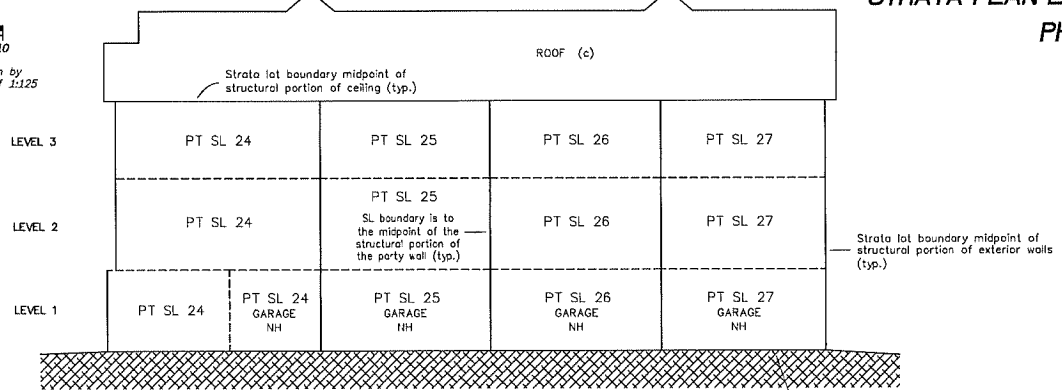 STRATA PLAN
PH
10
by
1:125
ROOF (c)
Strata lot boundary midpoint of
structural portion of ceiling (typ.)
LEVEL 3
PT SL 24
PT SL 25
PT SL 26
PT SL 27
LEVEL 2
PT SL 24
PT SL 25
SL boundary is to
the midpoint of the
structural portion of
the party wall (typ.)
PT SL 26
PT SL 27
Strata lot boundary midpoint of
structural portion of exterior walls
(typ.)
LEVEL 1
PT SL 24
PT SL 24
GARAGE
NH
PT SL 25
GARAGE
NH
PT SL 26
GARAGE
NH
PT SL 27
GARAGE
NH